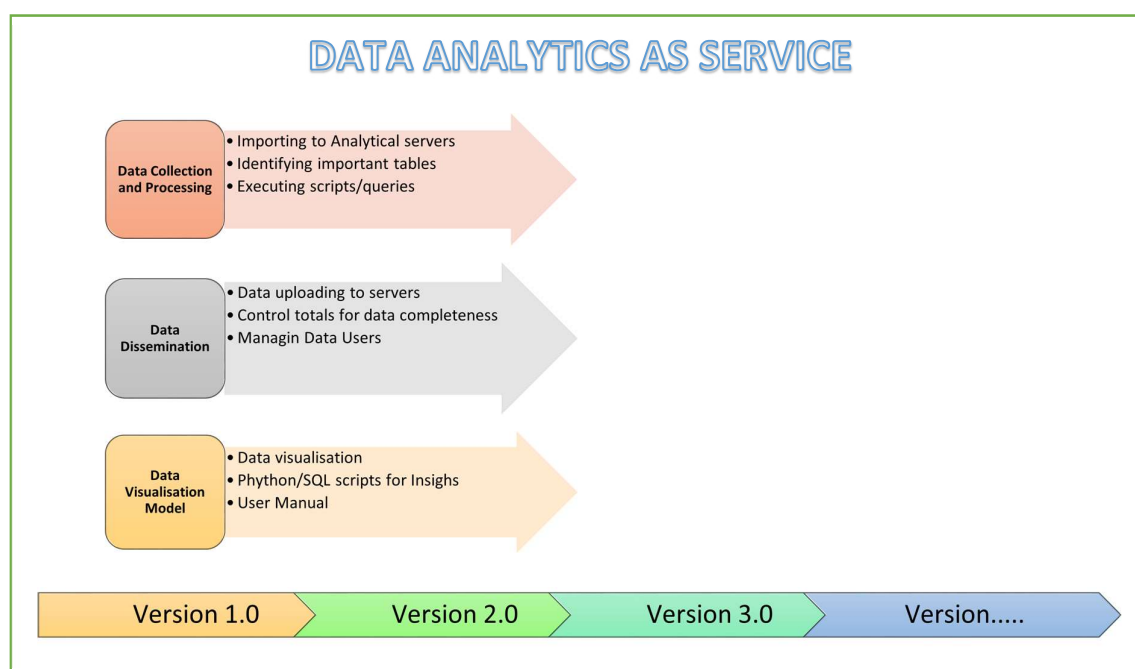 DATA ANALYTICS AS SERVICE
Data Collection
and Processing
• Importing to Analytical servers
• Identifying important tables
• Executing scripts/queries
Data
Dissemination
• Data uploading to servers
• Control totals for data completeness
• Managin Data Users
Data
Visualisation
Model
• Data visualisation
• Phython/SQL scripts for Insighs
• User Manual
Version 1.0
Version 2.0
Version 3.0
Version.....